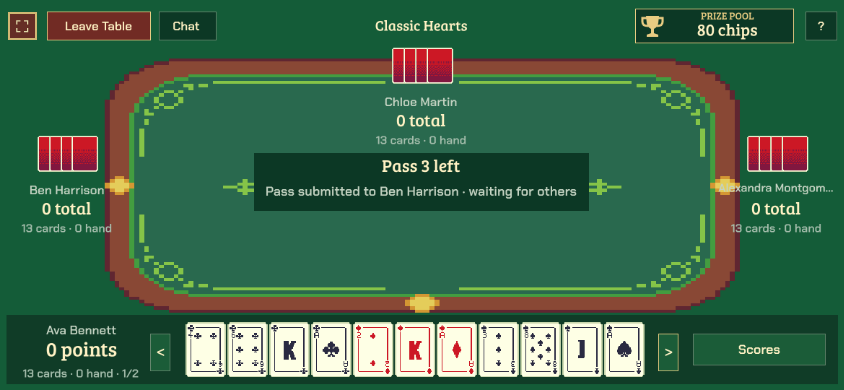 Leave Table
Chat
Classic Hearts
PRIZE POOL
80 chips
?
Chloe Martin
0 total
13 cards · 0 hand
Pass 3 left
Pass submitted to Ben Harrison · waiting for others
Ben Harrison
0 total
13 cards · 0 hand
0 total
13 cards · 0 hand
Ava Bennett
0 points
13 cards · 0 hand · 1/2
<
K
A
2
K
A
J
A
>
Scores